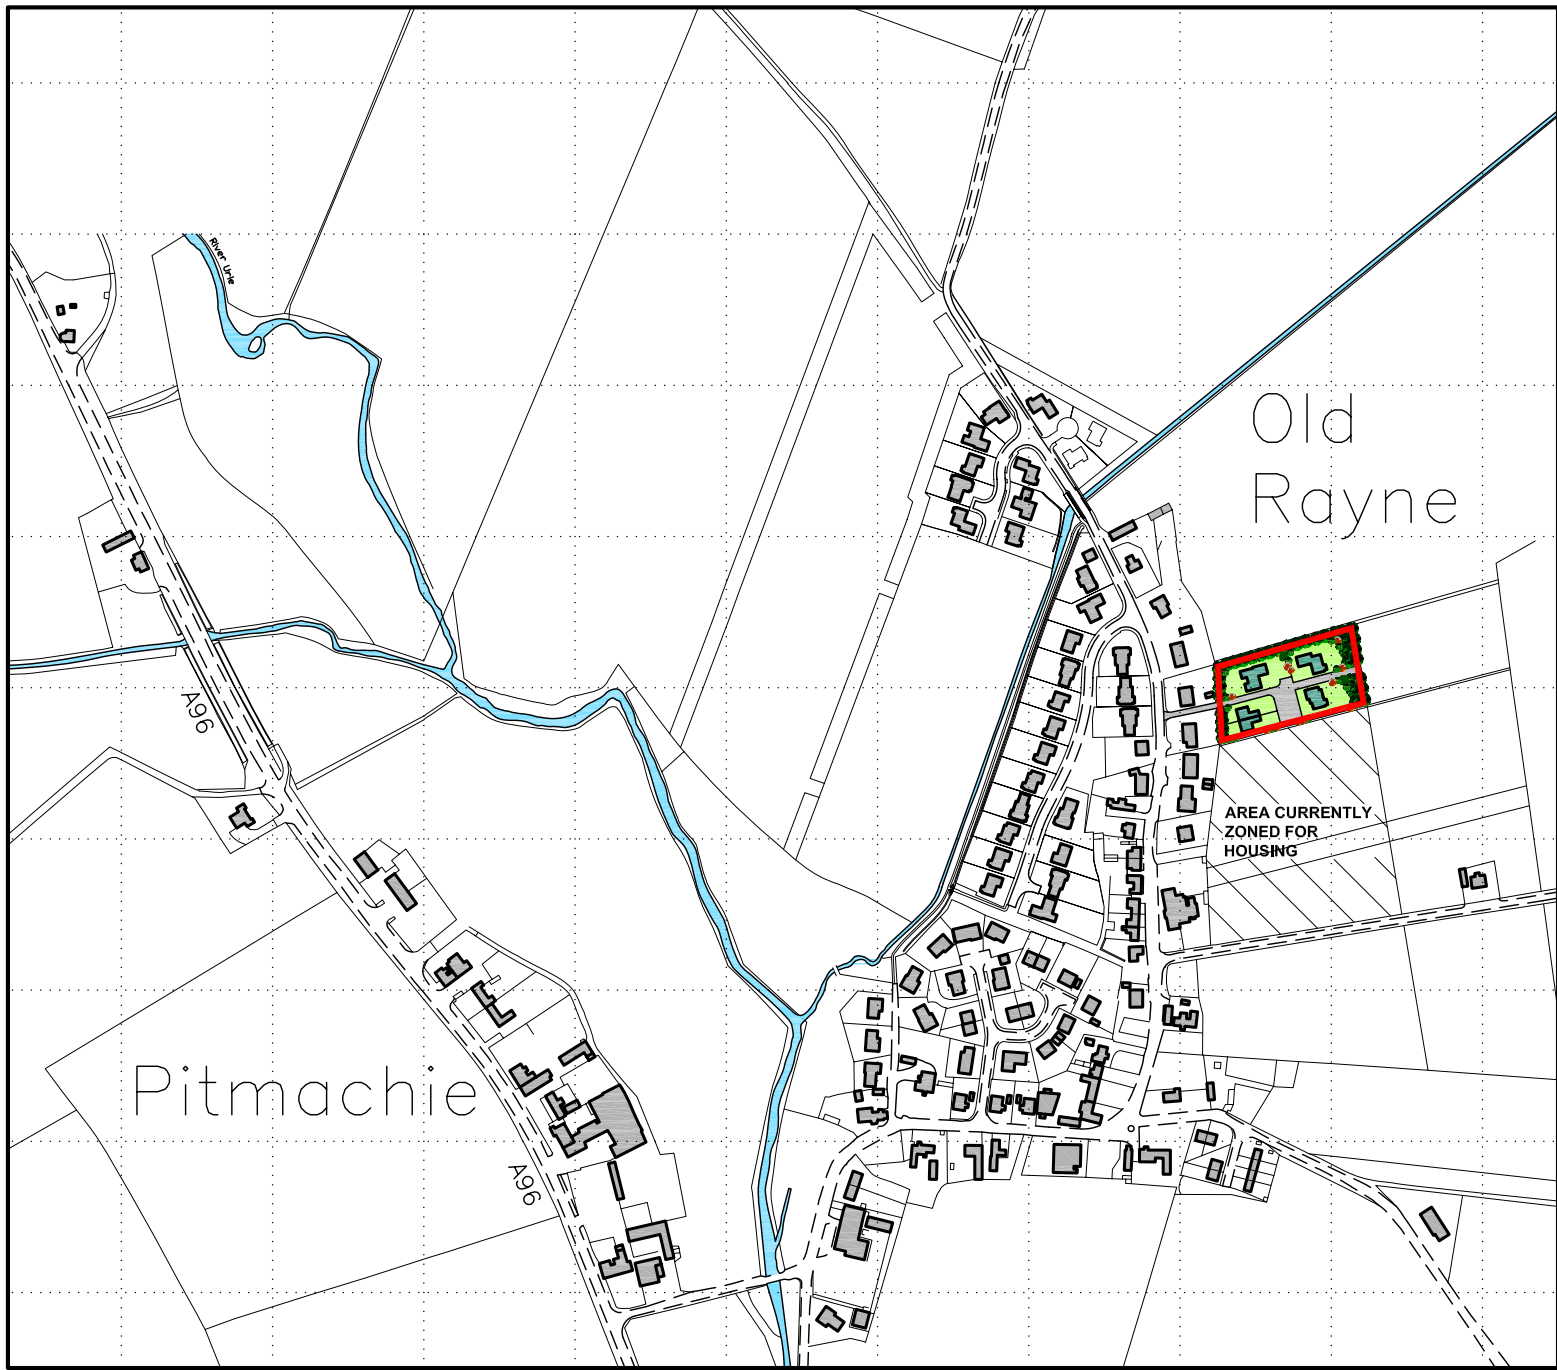 River Urie
Old
Rayne
A96
AREA CURRENTLY
ZONED FOR
HOUSING
Pitmachie
A96